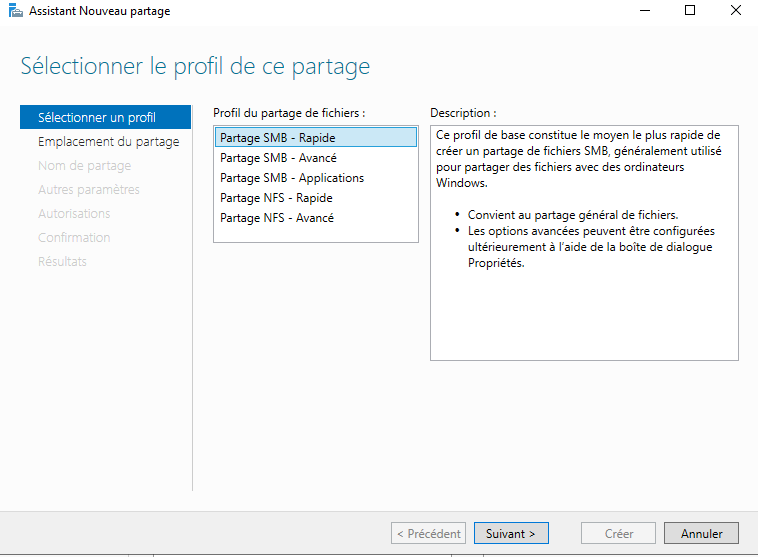 Assistant Nouveau partage
Sélectionner le profil de ce partage
Sélectionner un profil
Emplacement du partage
Nom de partage
Autres paramètres
Autorisations
Confirmation
Résultats
Profil du partage de fichiers :
Partage SMB - Rapide
Partage SMB - Avancé
Partage SMB - Applications
Partage NFS - Rapide
Partage NFS - Avancé
Description :
Ce profil de base constitue le moyen le plus rapide de
créer un partage de fichiers SMB, généralement utilisé
pour partager des fichiers avec des ordinateurs
Windows.
• Convient au partage général de fichiers.
• Les options avancées peuvent être configurées
ultérieurement à l'aide de la boîte de dialogue
Propriétés.
< Précédent
Suivant >
Créer
Annuler